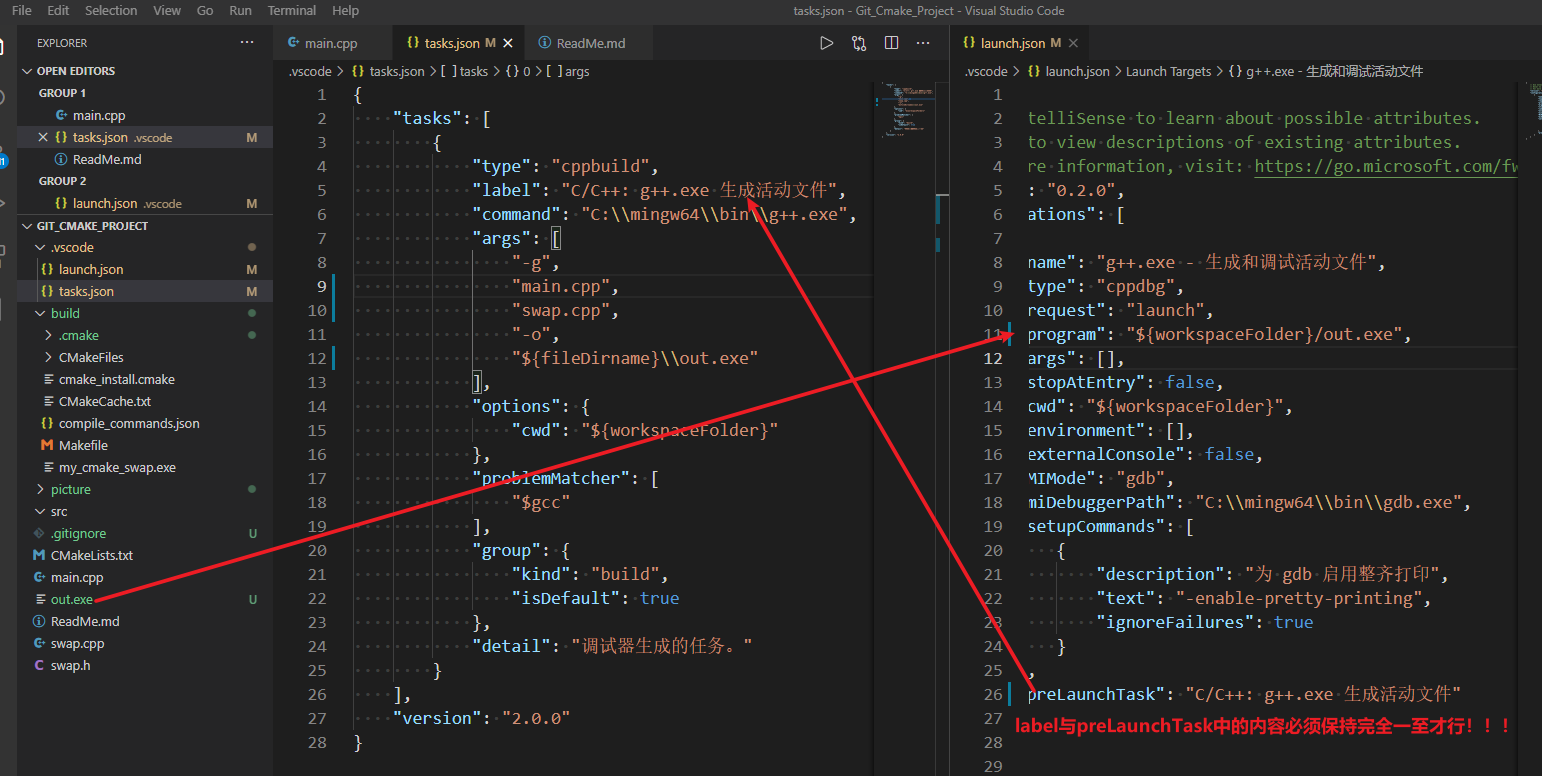 File Edit Selection View Go Run Terminal Help
tasks.json - Git_Cmake_Project - Visual Studio Code
EXPLORER
OPEN EDITORS
GROUP 1
main.cpp
tasks.json .vscode M
ReadMe.md
GROUP 2
launch.json .vscode M
GIT_CMAKE_PROJECT
.vscode
launch.json M
tasks.json M
build
.cmake
CMakeFiles
cmake_install.cmake
CMakeCache.txt
compile_commands.json
Makefile
my_cmake_swap.exe
picture
src
.gitignore U
CMakeLists.txt
main.cpp
out.exe U
ReadMe.md
swap.cpp
swap.h
main.cpp tasks.json M ReadMe.md
.vscode > tasks.json > [ ] tasks > { } 0 > [ ] args
1 {
2 "tasks": [
3 {
4 "type": "cppbuild",
5 "label": "C/C++: g++.exe 生成活动文件",
6 "command": "C:\\mingw64\\bin\\g++.exe",
7 "args": [
8 "-g",
9 "main.cpp",
10 "swap.cpp",
11 "-o",
12 "${fileDirname}\\out.exe"
13 ],
14 "options": {
15 "cwd": "${workspaceFolder}"
16 },
17 "problemMatcher": [
18 "$gcc"
19 ],
20 "group": {
21 "kind": "build",
22 "isDefault": true
23 },
24 "detail": "调试器生成的任务。"
25 }
26 ],
27 "version": "2.0.0"
28 }
launch.json M
.vscode > launch.json > Launch Targets > { } g++.exe - 生成和调试活动文件
1
2 telliSense to learn about possible attributes.
3 to view descriptions of existing attributes.
4 re information, visit: https://go.microsoft.com/fw
5 : "0.2.0",
6 ations": [
7
8 name": "g++.exe - 生成和调试活动文件",
9 type": "cppdbg",
10 request": "launch",
11 program": "${workspaceFolder}/out.exe",
12 args": [],
13 stopAtEntry": false,
14 cwd": "${workspaceFolder}",
15 environment": [],
16 externalConsole": false,
17 MIMode": "gdb",
18 miDebuggerPath": "C:\\mingw64\\bin\\gdb.exe",
19 setupCommands": [
20 {
21 "description": "为 gdb 启用整齐打印",
22 "text": "-enable-pretty-printing",
23 "ignoreFailures": true
24 }
25 ,
26 preLaunchTask": "C/C++: g++.exe 生成活动文件"
27
label与preLaunchTask中的内容必须保持完全一至才行！！！
28
29